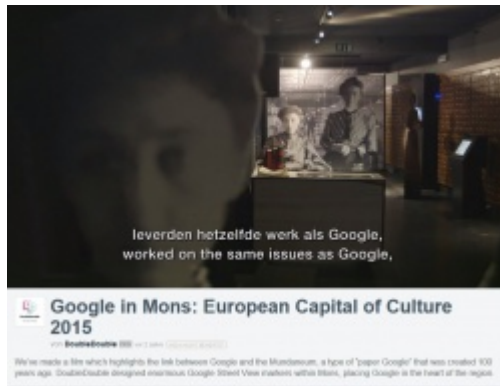 leverden hetzelfde werk als Google,
worked on the same issues as Google,
Google in Mons: European Capital of Culture
2015
von DoubleDouble
We've made a film which highlights the link between Google and the Mundaneum, a type of "paper Google" that was created 100
years ago. DoubleDouble designed enormous Google Street View markers within Mons, placing Google in the heart of the region